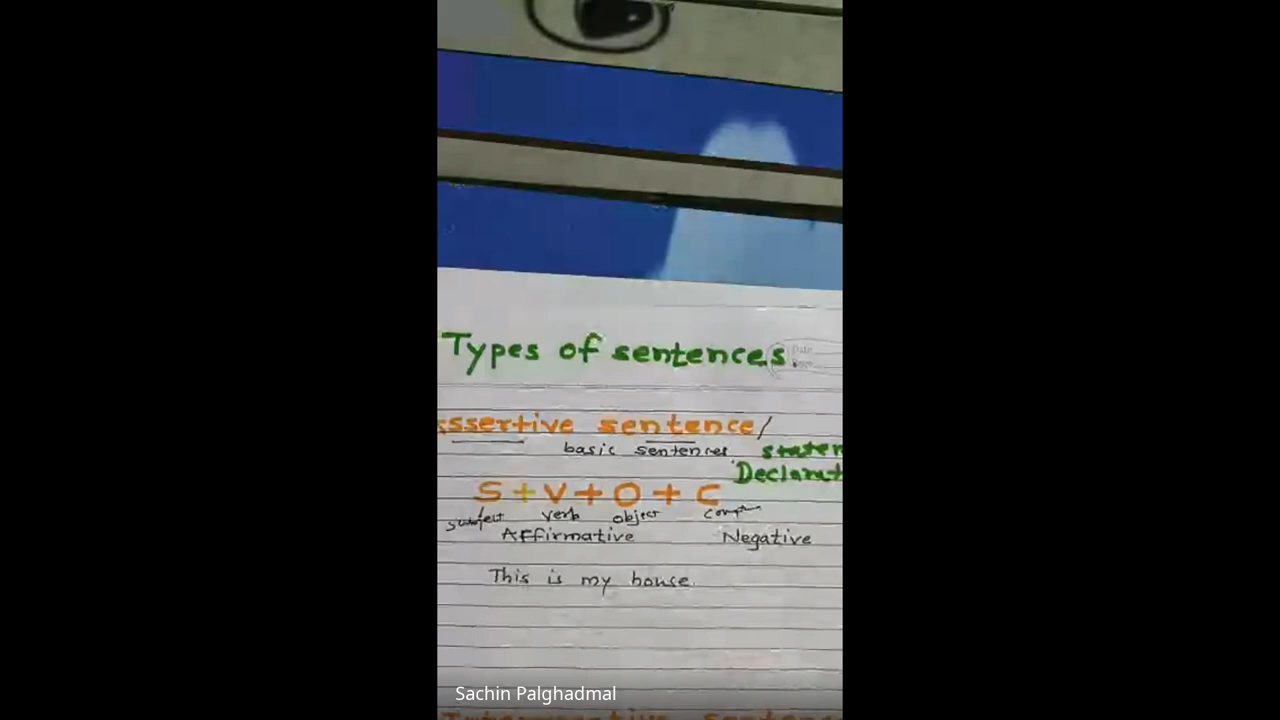 Types of sentences.
Date
ssertive sentence/
basic sentences
Declarat
S + V + O + C
subject verb object
Affirmative Negative
This is my house.
Sachin Palghadmal